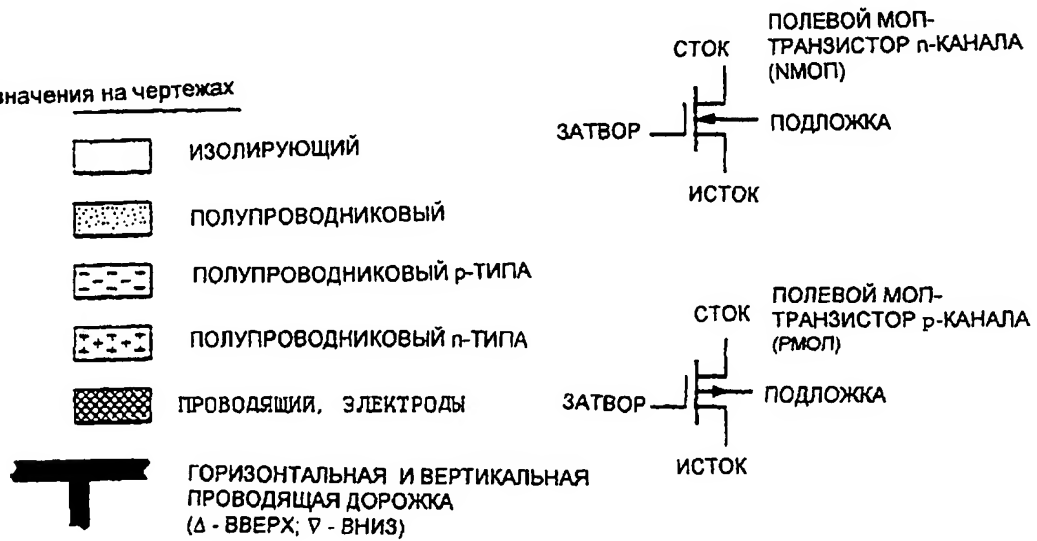 значения на чертежах
ИЗОЛИРУЮЩИЙ
ПОЛУПРОВОДНИКОВЫЙ
ПОЛУПРОВОДНИКОВЫЙ p-ТИПА
ПОЛУПРОВОДНИКОВЫЙ n-ТИПА
ПРОВОДЯЩИЙ, ЭЛЕКТРОДЫ
ГОРИЗОНТАЛЬНАЯ И ВЕРТИКАЛЬНАЯ
ПРОВОДЯЩАЯ ДОРОЖКА
(Δ - ВВЕРХ; ∇ - ВНИЗ)
ПОЛЕВОЙ МОП-
ТРАНЗИСТОР n-КАНАЛА
(NМОП)
СТОК
ЗАТВОР
ПОДЛОЖКА
ИСТОК
ПОЛЕВОЙ МОП-
ТРАНЗИСТОР p-КАНАЛА
(РМОП)
СТОК
ЗАТВОР
ПОДЛОЖКА
ИСТОК